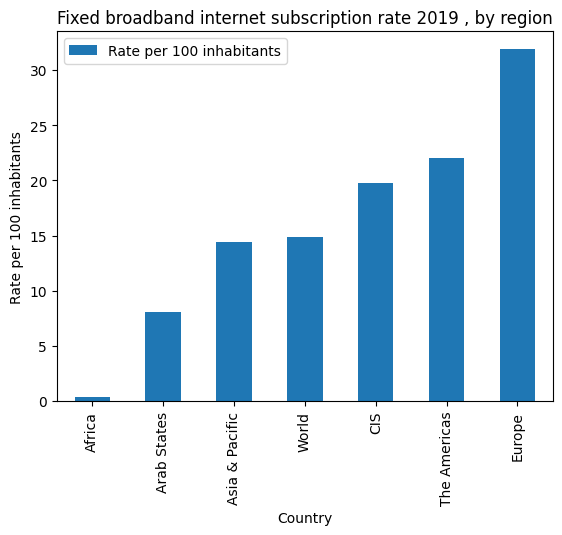 Fixed broadband internet subscription rate 2019 , by region
Rate per 100 inhabitants
Rate per 100 inhabitants
30
25
20
15
10
5
0
Africa
Arab States
Asia & Pacific
World
CIS
The Americas
Europe
Country